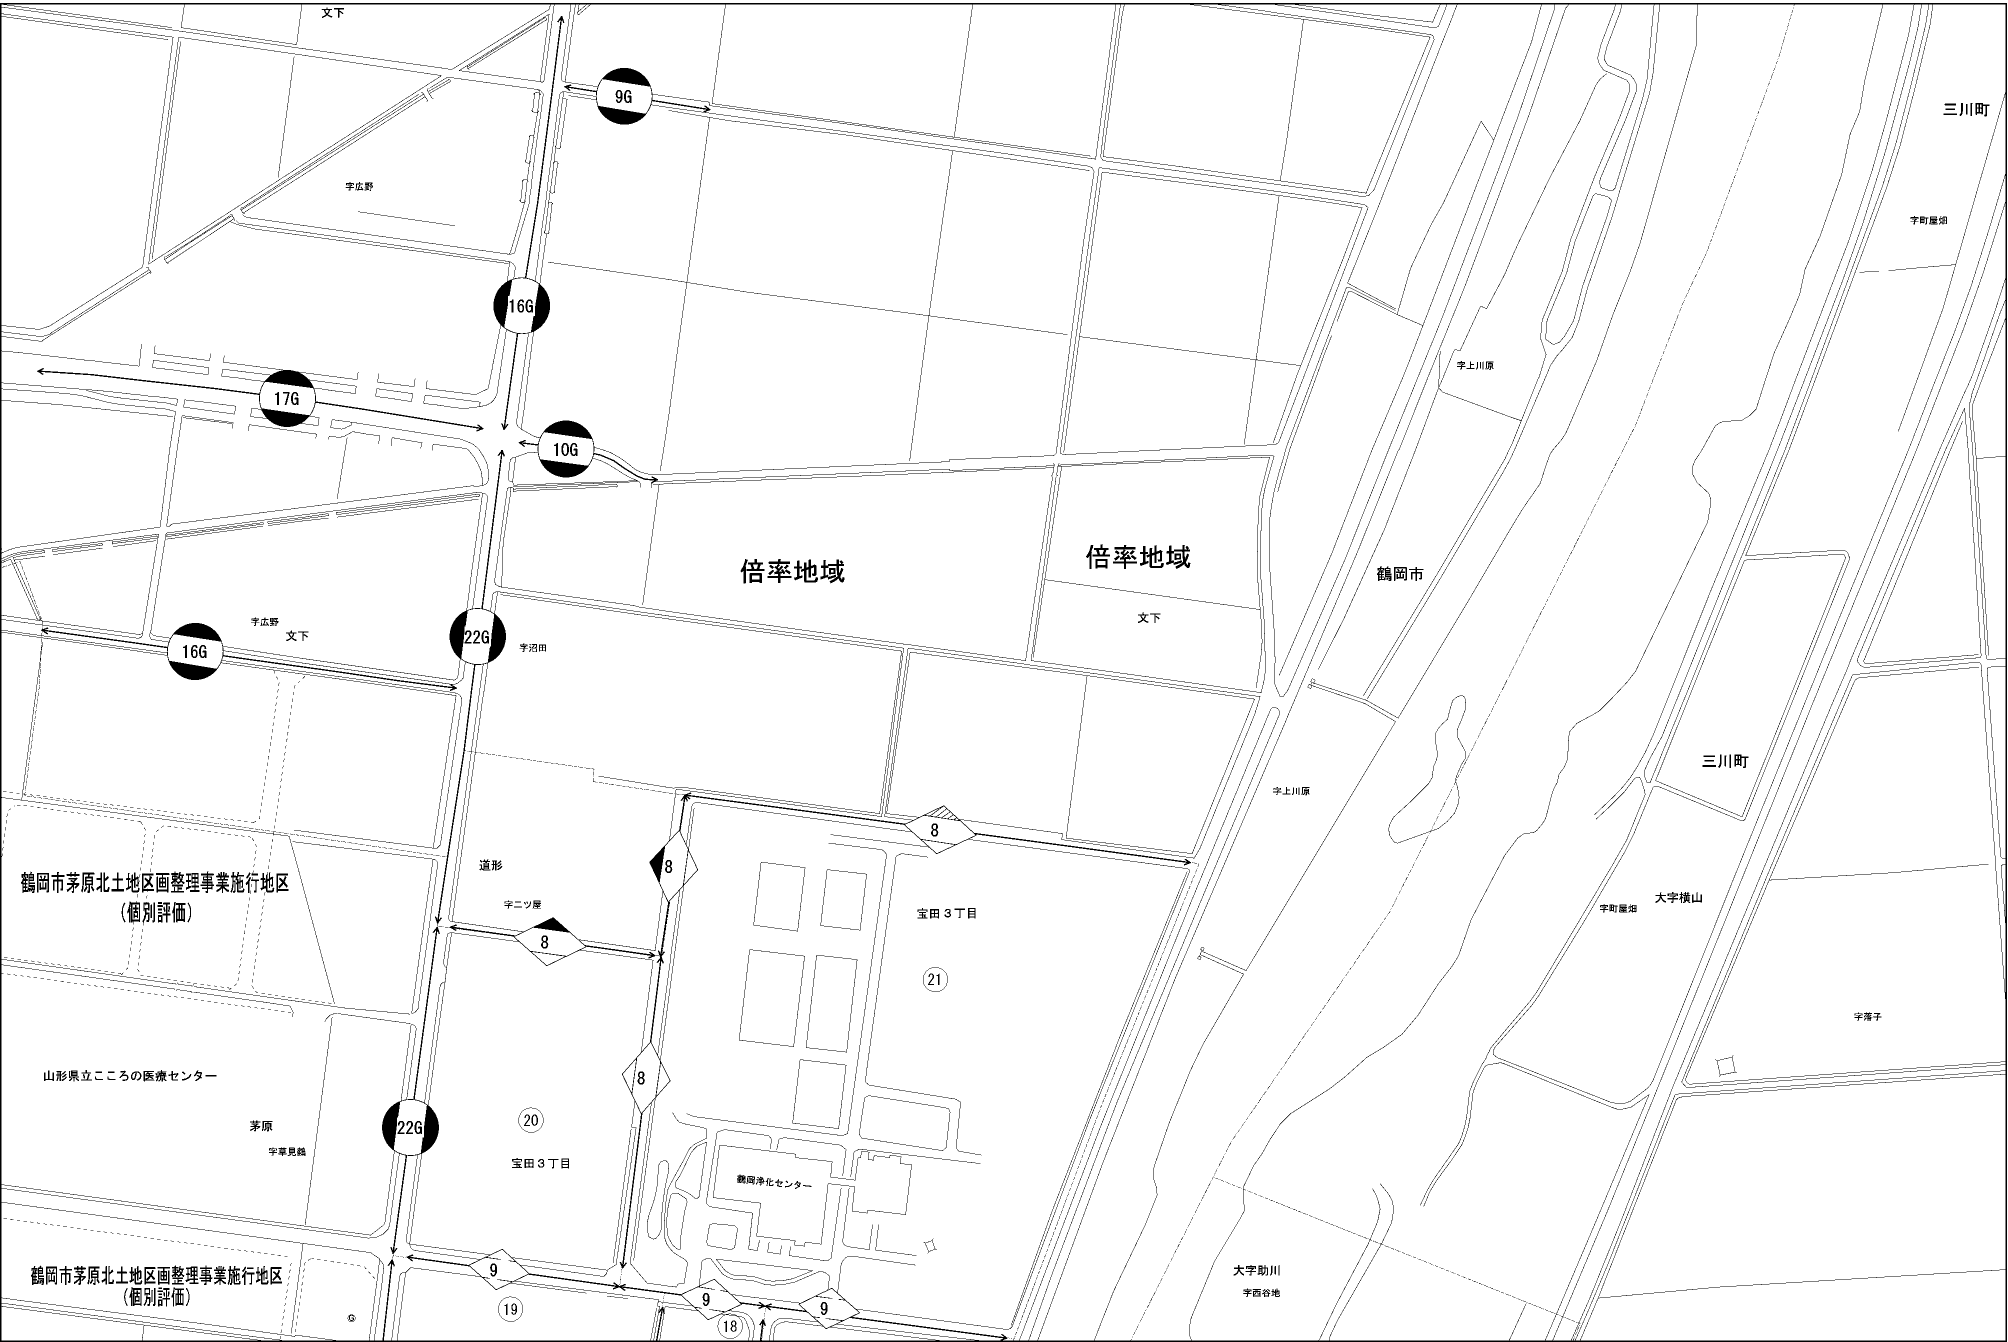 文下
9G
三川町
字広野
字町屋畑
16G
字上川原
17G
10G
倍率地域
倍率地域
鶴岡市
文下
字広野
文下
22G
字沼田
16G
三川町
字上川原
8
8
道形
鶴岡市茅原北土地区画整理事業施行地区
(個別評価)
字二ツ屋
宝田3丁目
字町屋畑
大字横山
8
21
字落子
山形県立こころの医療センター
8
22G
20
茅原
字草見鶴
宝田3丁目
鶴岡浄化センター
鶴岡市茅原北土地区画整理事業施行地区
(個別評価)
9
大字助川
字西谷地
9
9
19
18
G